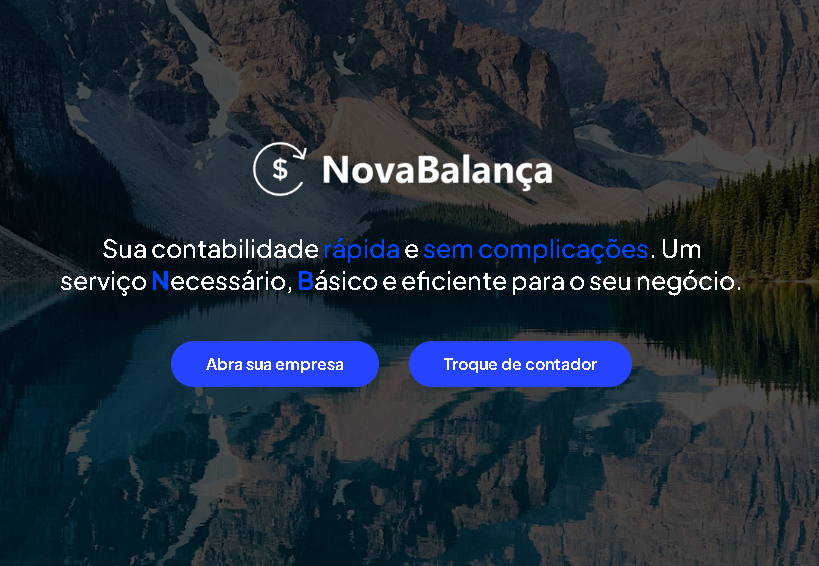 $ NovaBalança
Sua contabilidade rápida e sem complicações. Um
serviço Necessário, Básico e eficiente para o seu negócio.
Abra sua empresa
Troque de contador